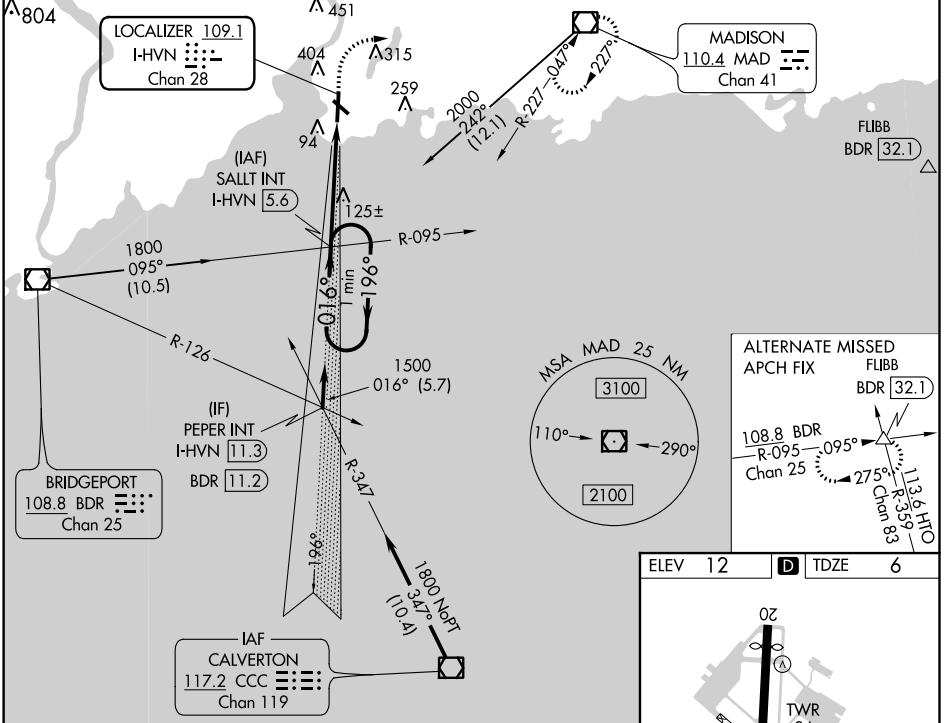 804
451
LOCALIZER 109.1
I-HVN
Chan 28
404
315
259
94
MADISON
110.4 MAD
Chan 41
2000
242°
(12.1)
R-227
047°
227°
FLIBB
BDR 32.1
(IAF)
SALLT INT
I-HVN 5.6
125±
R-095
1800
095°
(10.5)
016°
1 min
196°
R-126
1500
016° (5.7)
(IF)
PEPER INT
I-HVN 11.3
BDR 11.2
R-347
BRIDGEPORT
108.8 BDR
Chan 25
196°
1800 NoPT
347°
(10.4)
IAF
CALVERTON
117.2 CCC
Chan 119
MSA MAD 25 NM
3100
110°
290°
2100
ALTERNATE MISSED
APCH FIX
FLIBB
BDR 32.1
108.8 BDR
R-095
095°
Chan 25
275°
113.6 HTO
R-359
Chan 83
ELEV 12
D
TDZE 6
20
A
TWR